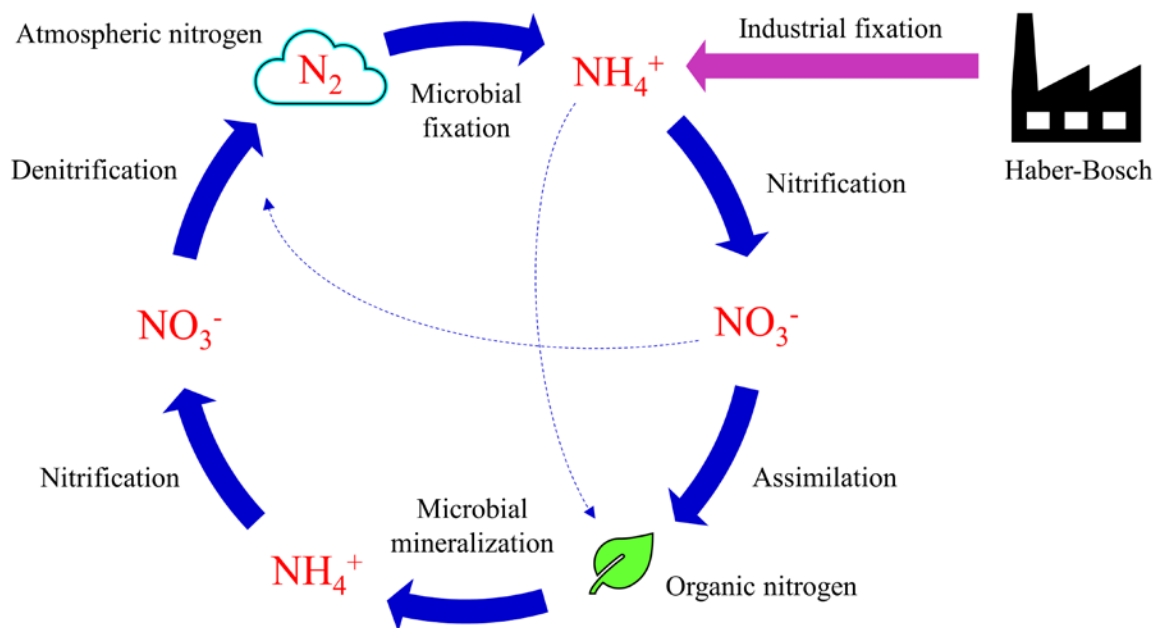 Atmospheric nitrogen
N₂
Microbial
fixation
NH₄⁺
Industrial fixation
Haber-Bosch
Denitrification
Nitrification
NO₃⁻
NO₃⁻
Nitrification
Assimilation
Microbial
mineralization
NH₄⁺
Organic nitrogen